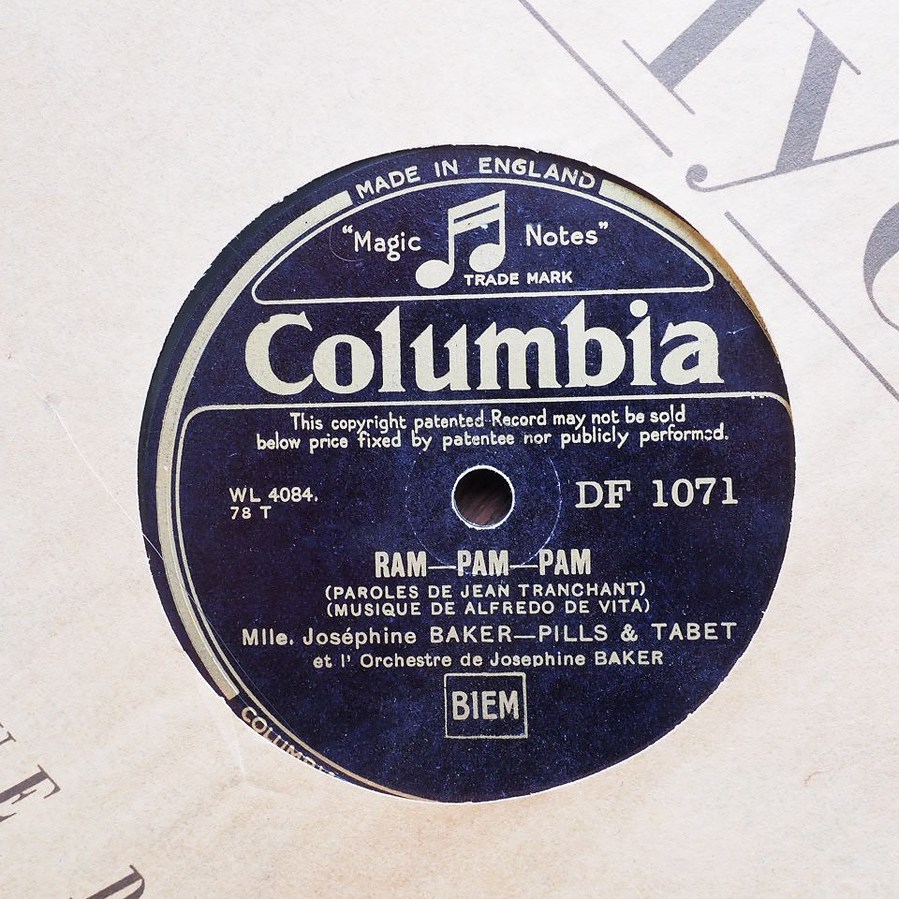 MADE IN ENGLAND
"Magic Notes"
TRADE MARK
Columbia
This copyright patented Record may not be sold
below price fixed by patentee nor publicly performed.
WL 4084.
78 T
DF 1071
RAM—PAM—PAM
(PAROLES DE JEAN TRANCHANT)
(MUSIQUE DE ALFREDO DE VITA)
Mlle. Joséphine BAKER—PILLS & TABET
et l' Orchestre de Josephine BAKER
BIEM